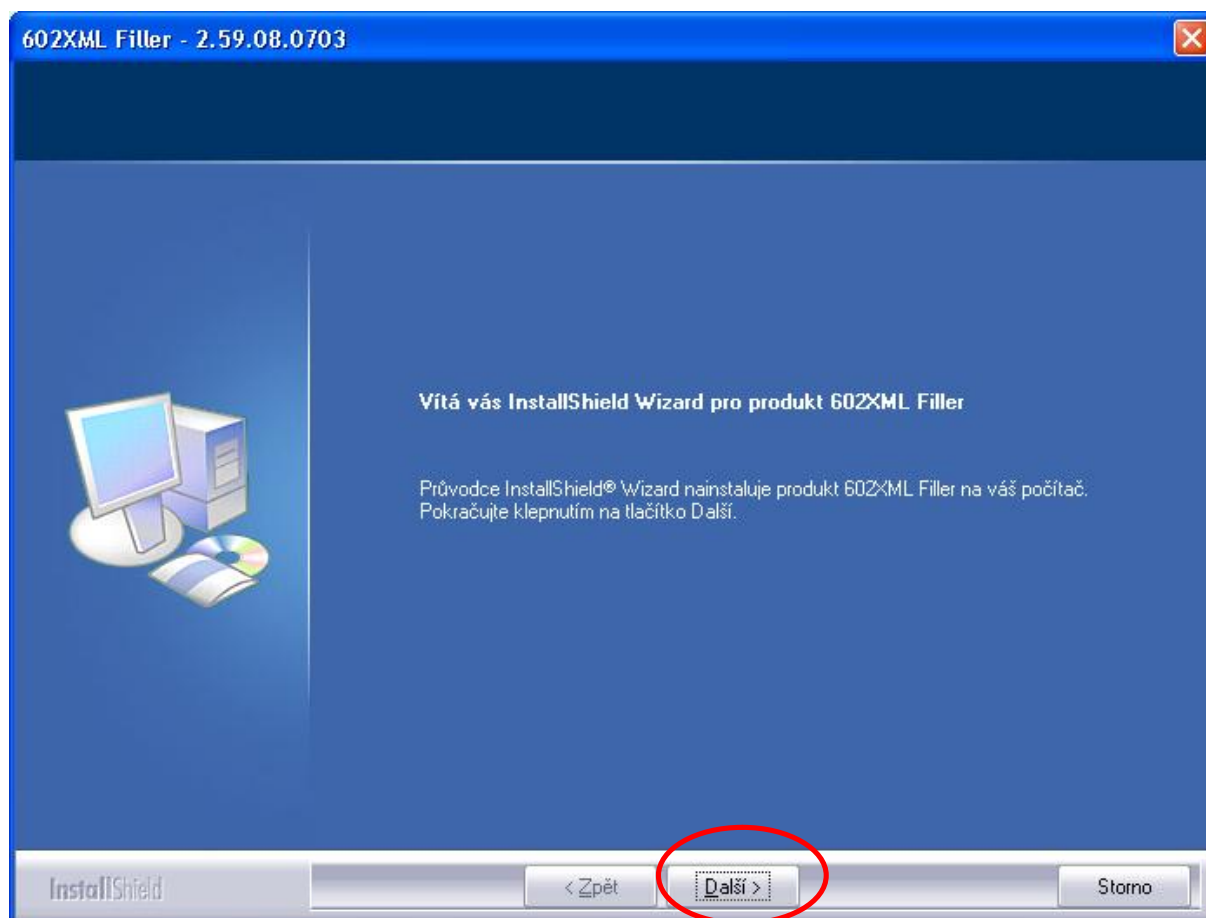 602XML Filler - 2.59.08.0703
Vítá vás InstallShield Wizard pro produkt 602XML Filler
Průvodce InstallShield® Wizard nainstaluje produkt 602XML Filler na váš počítač.
Pokračujte klepnutím na tlačítko Další.
InstallShield
< Zpět
Další >
Storno